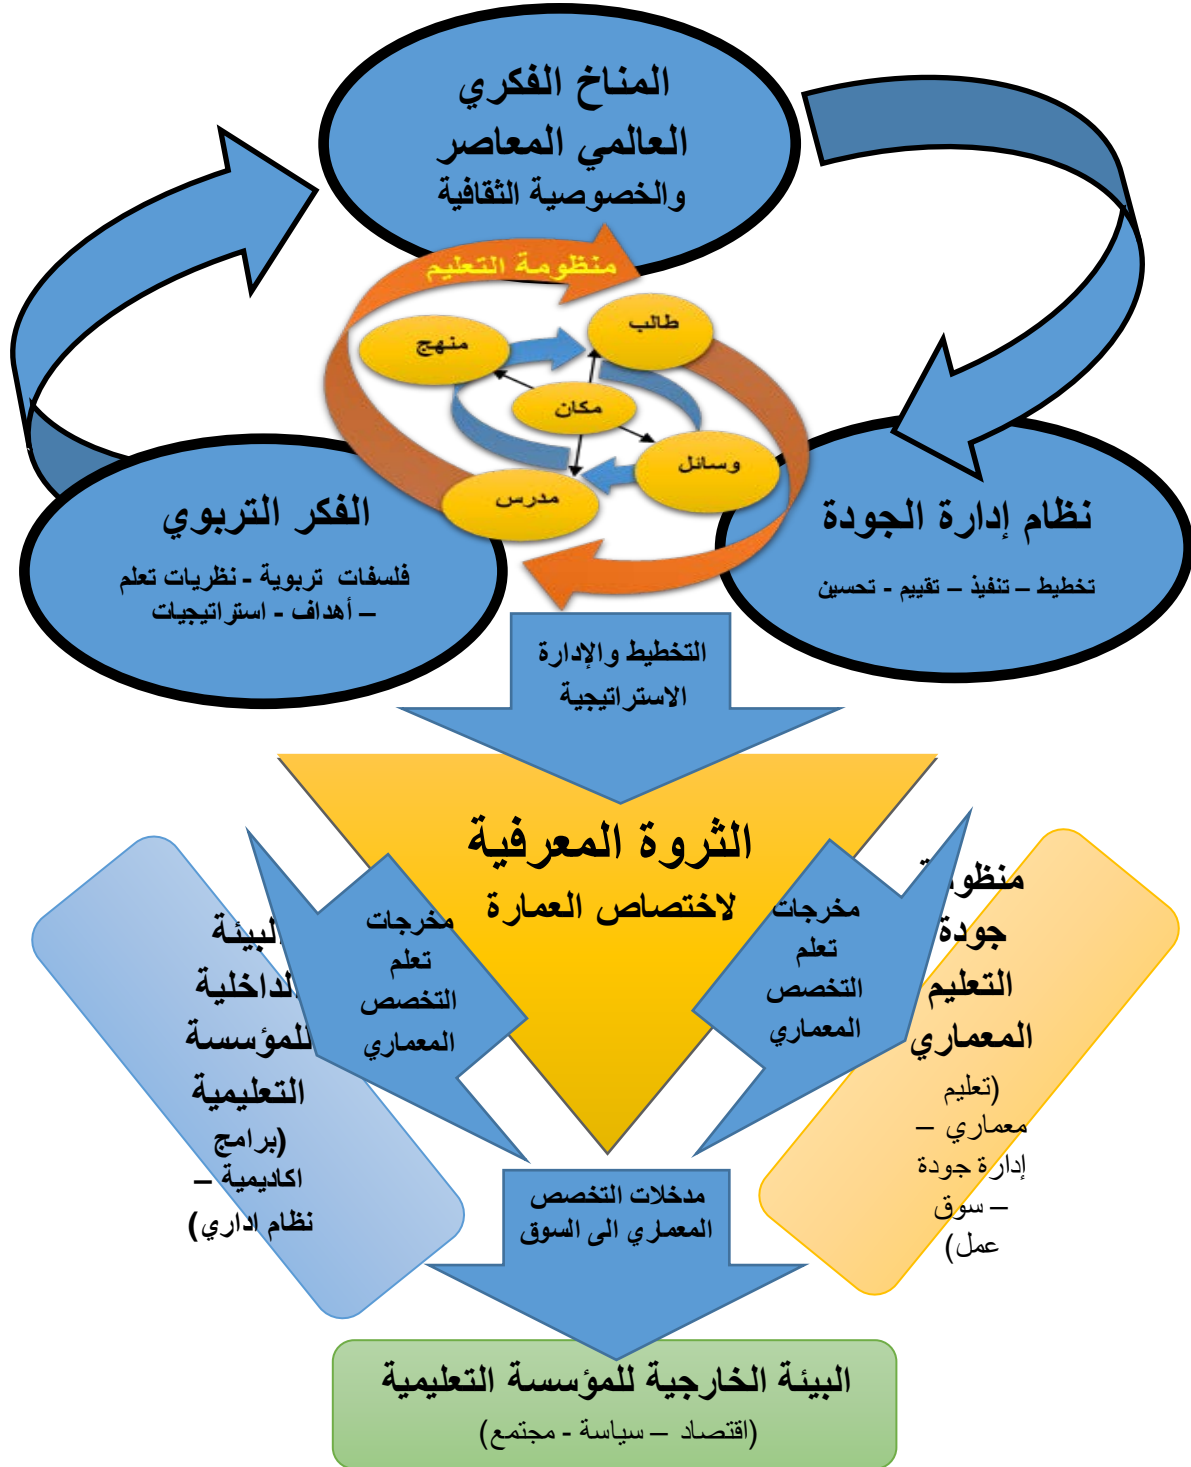 المناخ الفكري
العالمي المعاصر
والخصوصية الثقافية
منظومة التعليم
طالب
منهج
مكان
وسائل
مدرس
نظام إدارة الجودة
تخطيط – تنفيذ – تقييم - تحسين
الفكر التربوي
فلسفات تربوية - نظريات تعلم
– أهداف - استراتيجيات
التخطيط والإدارة
الاستراتيجية
الثروة المعرفية
لاختصاص العمارة
منظومة
جودة
التعليم
المعماري
(تعليم
معماري –
إدارة جودة
– سوق
عمل)
مخرجات
تعلم
التخصص
المعماري
مخرجات
تعلم
التخصص
المعماري
البيئة
الداخلية
للمؤسسة
التعليمية
(برامج
اكاديمية –
نظام اداري)
مدخلات التخصص
المعماري الى السوق
البيئة الخارجية للمؤسسة التعليمية
(اقتصاد – سياسة - مجتمع)